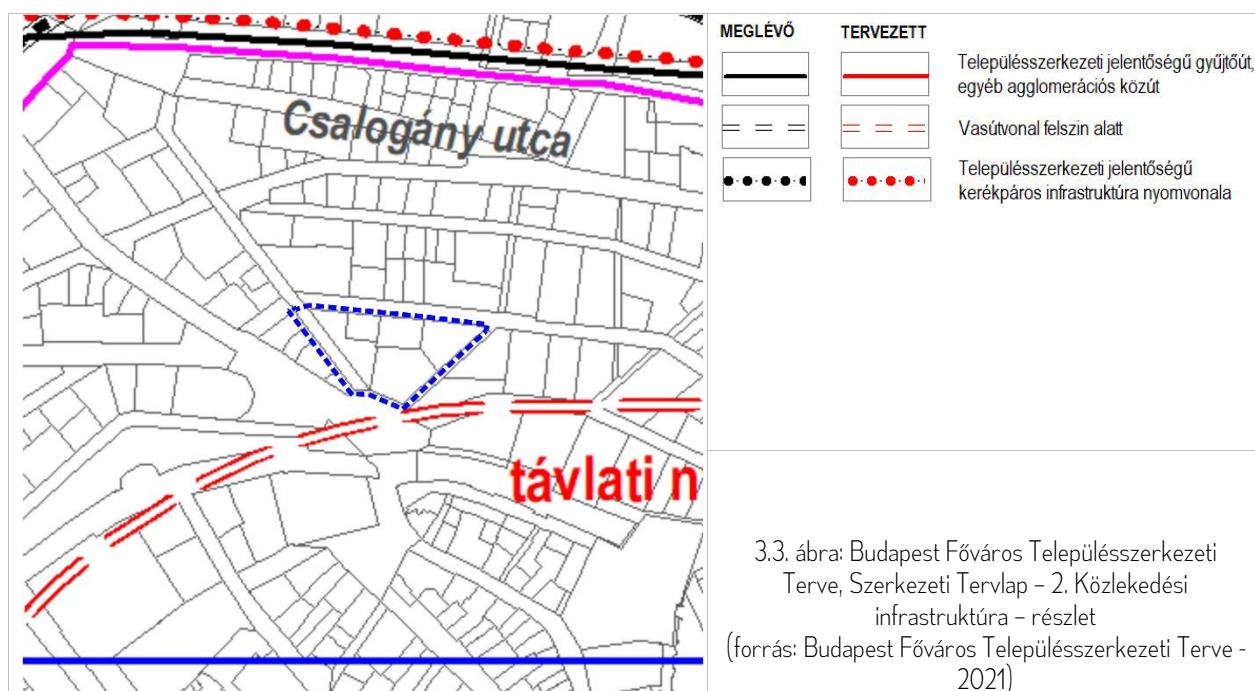 Csalogány utca
távlati n
MEGLÉVŐ TERVEZETT
Településszerkezeti jelentőségű gyűjtőút,
egyéb agglomerációs közút
Vasútvonal felszin alatt
Településszerkezeti jelentőségű
kerékpáros infrastruktúra nyomvonala
3.3. ábra: Budapest Főváros Településszerkezeti
Terve, Szerkezeti Tervlap – 2. Közlekedési
infrastruktúra – részlet
(forrás: Budapest Főváros Településszerkezeti Terve -
2021)